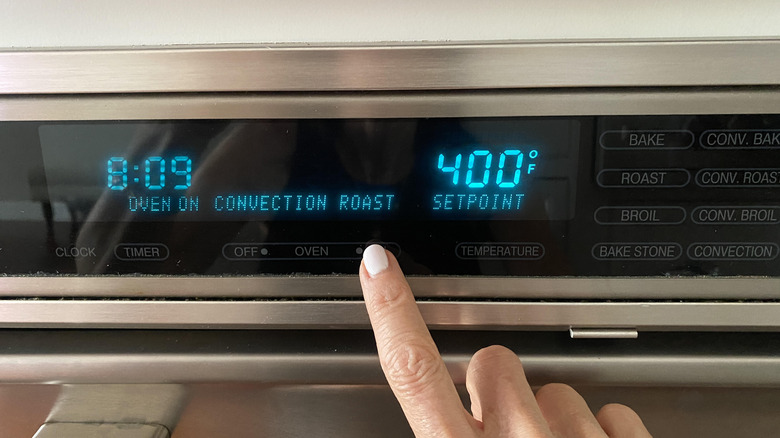 8:09 400°F
OVEN ON CONVECTION ROAST SETPOINT
BAKE CONV. BAK
ROAST CONV. ROAS
BROIL CONV. BROIL
CLOCK TIMER OFF OVEN TEMPERATURE BAKE STONE CONVECTION